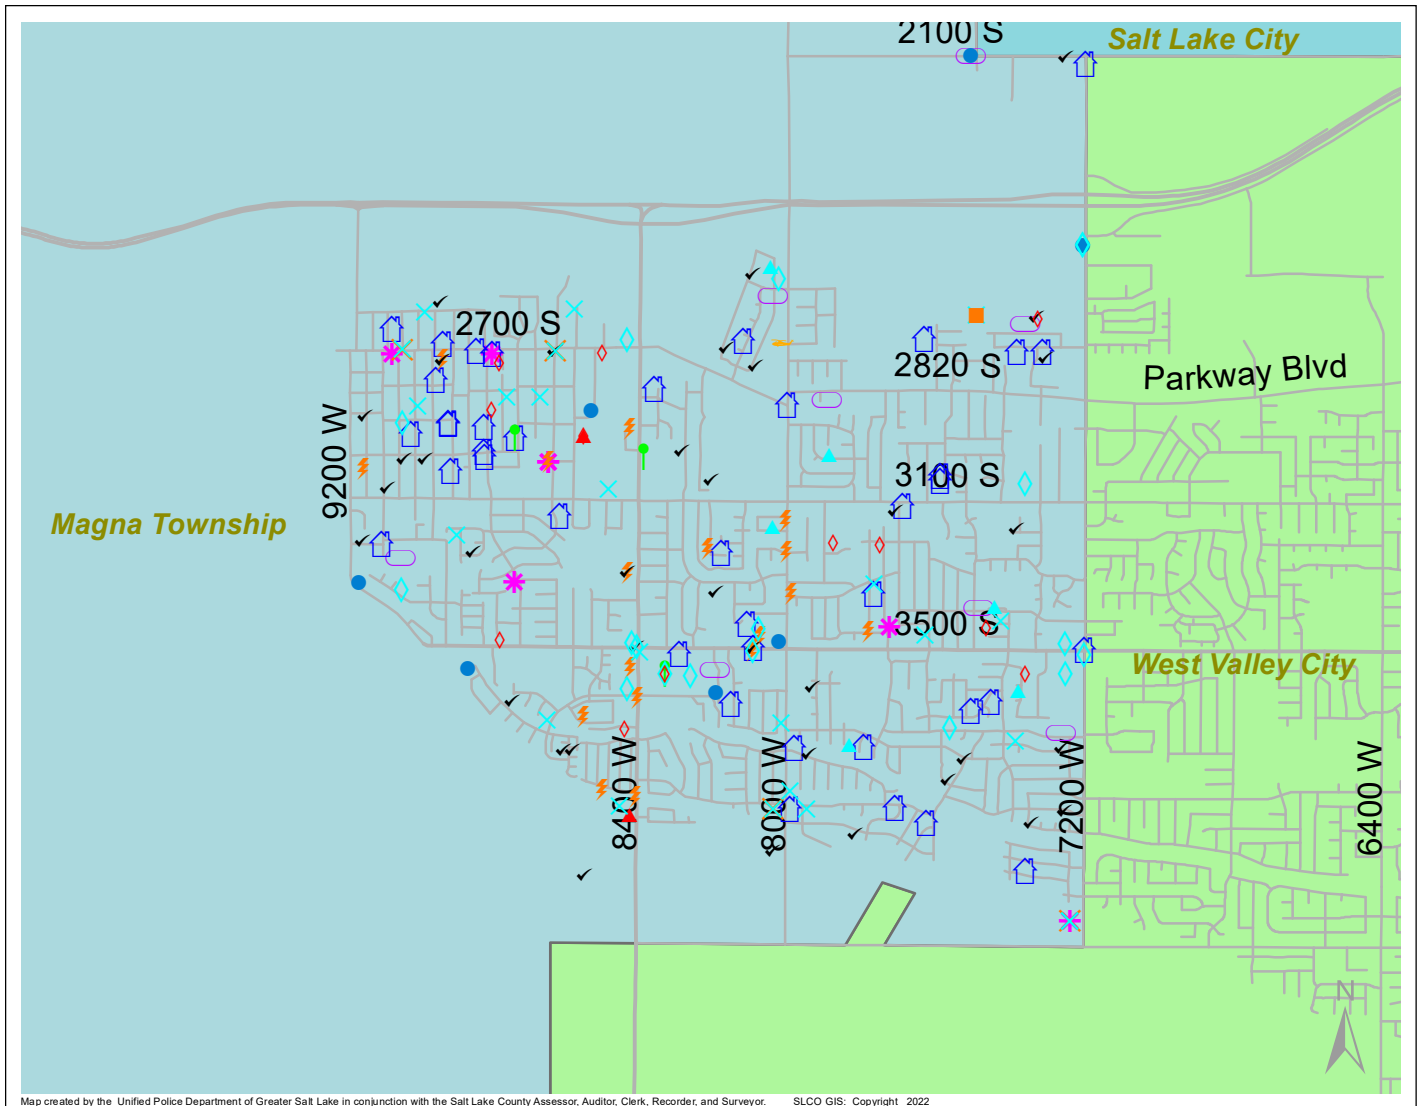 2100 S
Salt Lake City
2700 S
2820 S
Parkway Blvd
9200 W
3100 S
Magna Township
3500 S
West Valley City
8400 W
8000 W
7200 W
6400 W
N
Map created by the Unified Police Department of Greater Salt Lake in conjunction with the Salt Lake County Assessor, Auditor, Clerk, Recorder, and Surveyor. SLCO GIS: Copyright 2022